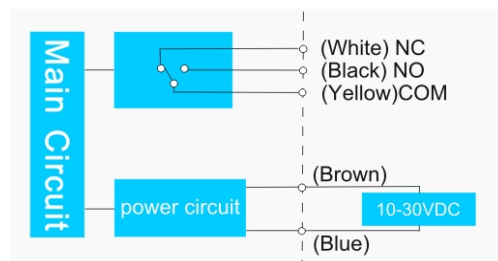 Main Circuit
(White) NC
(Black) NO
(Yellow)COM
(Brown)
power circuit
10-30VDC
(Blue)